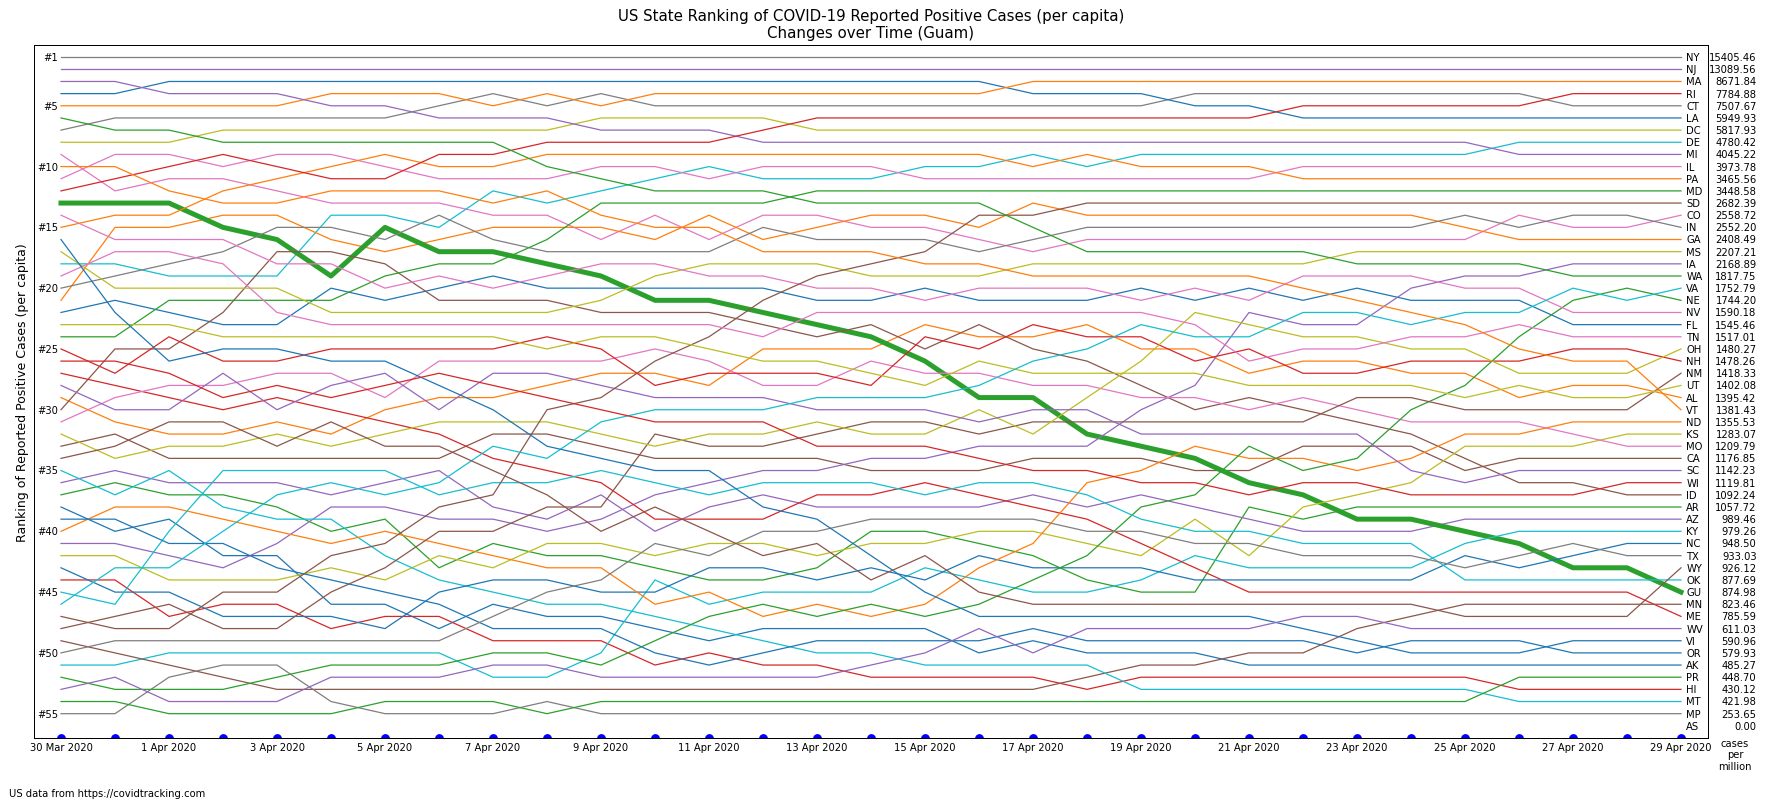 US State Ranking of COVID-19 Reported Positive Cases (per capita)
Changes over Time (Guam)
Ranking of Reported Positive Cases (per capita)
#1
#5
#10
#15
#20
#25
#30
#35
#40
#45
#50
#55
NY 15405.46
NJ 13089.56
MA 8671.84
RI 7784.88
CT 7507.67
LA 5949.93
DC 5817.93
DE 4780.42
MI 4045.22
IL 3973.78
PA 3465.56
MD 3448.58
SD 2682.39
CO 2558.72
IN 2552.20
GA 2408.49
MS 2207.21
IA 2168.89
WA 1817.75
VA 1752.79
NE 1744.20
NV 1590.18
FL 1545.46
TN 1517.01
OH 1480.27
NH 1478.26
NM 1418.33
UT 1402.08
AL 1395.42
VT 1381.43
ND 1355.53
KS 1283.07
MO 1209.79
CA 1176.85
SC 1142.23
WI 1119.81
ID 1092.24
AR 1057.72
AZ 989.46
KY 979.26
NC 948.50
TX 933.03
WY 926.12
OK 877.69
GU 874.98
MN 823.46
ME 785.59
WV 611.03
VI 590.96
OR 579.93
AK 485.27
PR 448.70
HI 430.12
MT 421.98
MP 253.65
AS 0.00
30 Mar 2020 1 Apr 2020 3 Apr 2020 5 Apr 2020 7 Apr 2020 9 Apr 2020 11 Apr 2020 13 Apr 2020 15 Apr 2020 17 Apr 2020 19 Apr 2020 21 Apr 2020 23 Apr 2020 25 Apr 2020 27 Apr 2020 29 Apr 2020
cases
per
million
US data from https://covidtracking.com